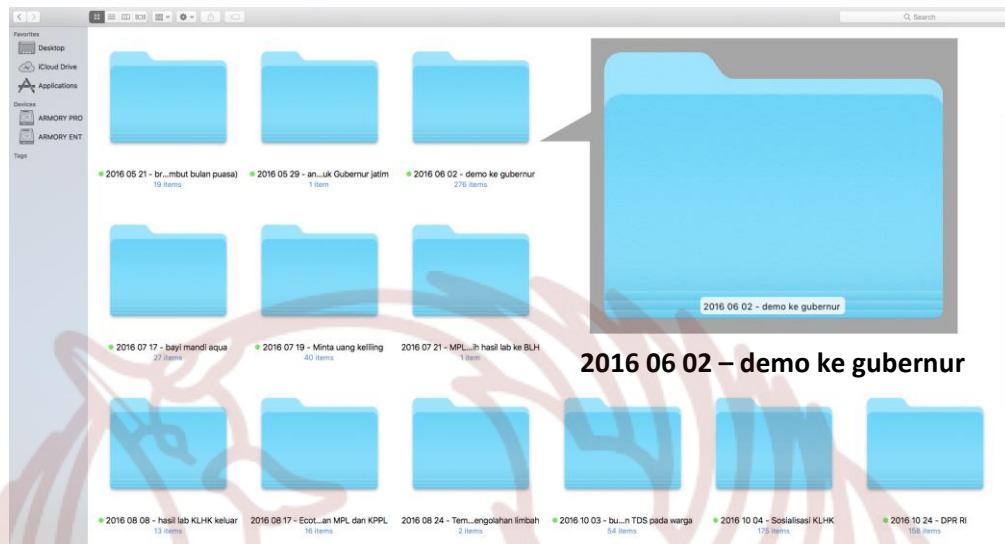 Search
Favorites
Desktop
iCloud Drive
Applications
Devices
ARMORY PRO
ARMORY ENT
Tags
2016 05 21 - br...mbut bulan puasa)
19 items
2016 05 29 - an...uk Gubernur jatim
1 item
2016 06 02 - demo ke gubernur
276 items
2016 06 02 - demo ke gubernur
2016 06 02 – demo ke gubernur
2016 07 17 - bayi mandi aqua
27 items
2016 07 19 - Minta uang keliling
40 items
2016 07 21 - MPL...ih hasil lab ke BLH
1 item
2016 08 08 - hasil lab KLHK keluar
13 items
2016 08 17 - Ecot...an MPL dan KPPL
16 items
2016 08 24 - Tem...engolahan limbah
2 items
2016 10 03 - bu...n TDS pada warga
54 items
2016 10 04 - Sosialisasi KLHK
175 items
2016 10 24 - DPR RI
158 items